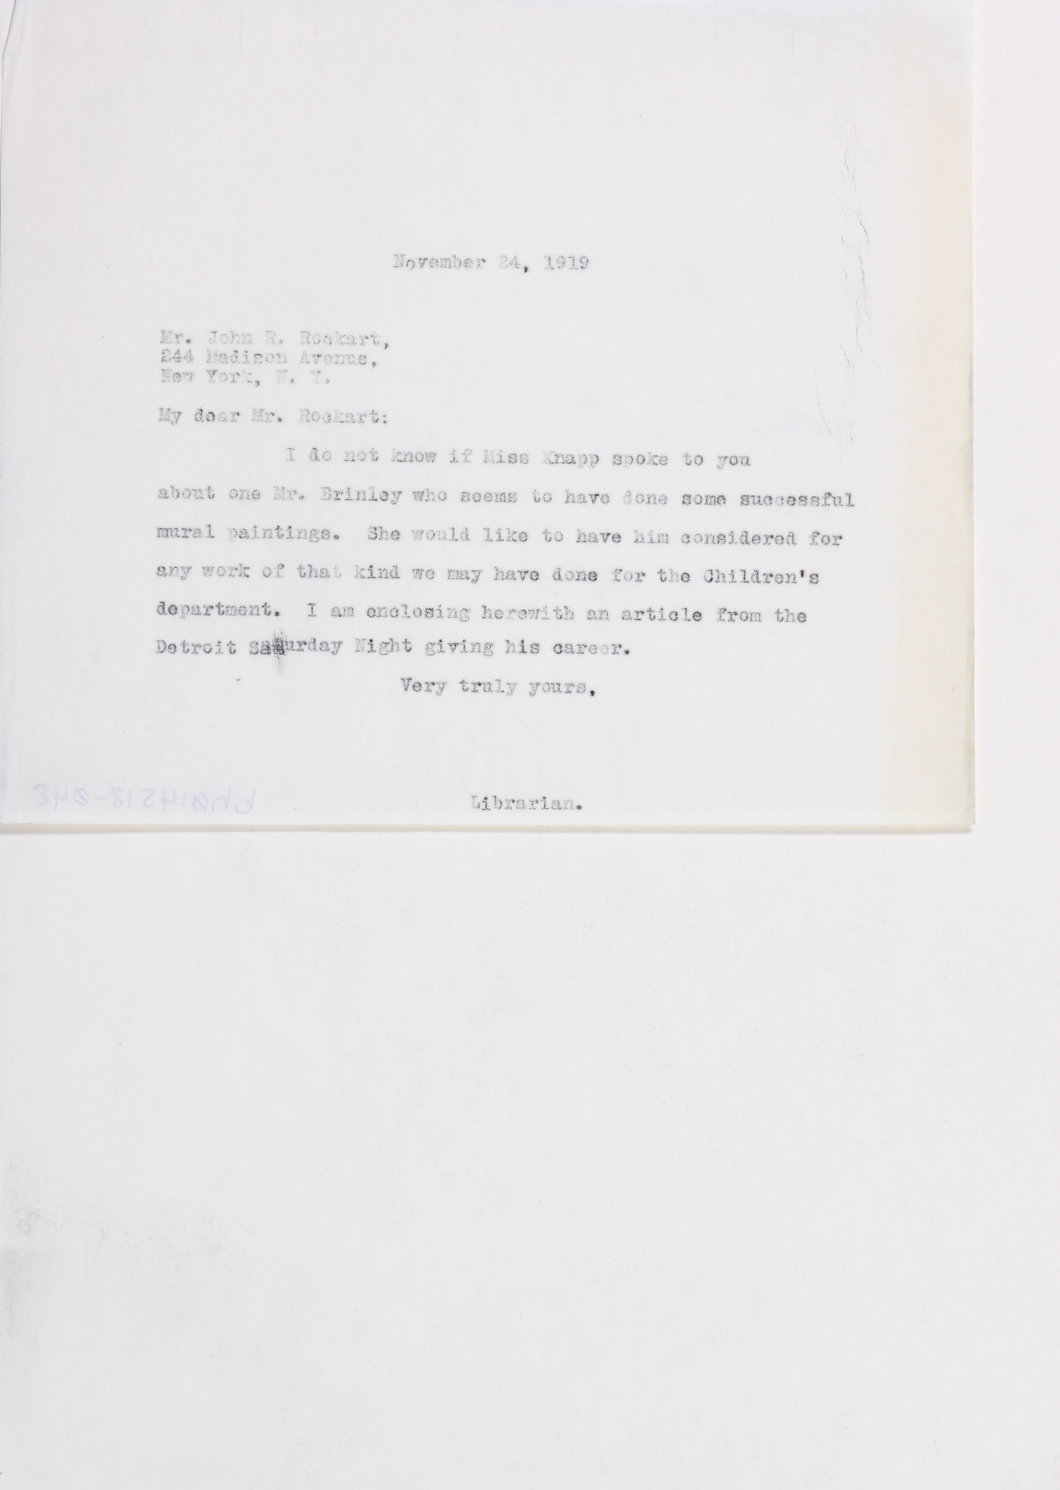 November 24, 1919
Mr. John R. Rockart,
244 Madison Avenue,
New York, N. Y.
My dear Mr. Rockart:
I do not know if Miss Knapp spoke to you
about one Mr. Brinley who seems to have done some successful
mural paintings. She would like to have him considered for
any work of that kind we may have done for the Children's
department. I am enclosing herewith an article from the
Detroit Saturday Night giving his career.
Very truly yours,
Librarian.